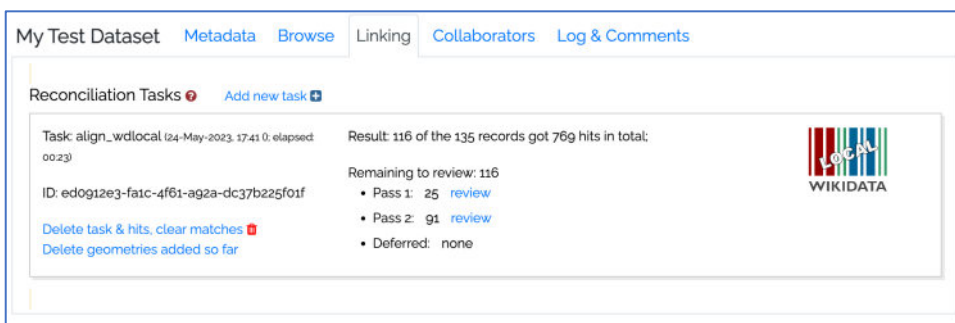 My Test Dataset Metadata Browse Linking Collaborators Log & Comments
Reconciliation Tasks Add new task
Task: align_wdlocal (24-May-2023, 17:41 (); elapsed:
00:23)
ID: ed0912e3-fa1c-4f61-a92a-dc37b225f01f
Delete task & hits, clear matches
Delete geometries added so far
Result: 116 of the 135 records got 769 hits in total;
Remaining to review: 116
• Pass 1: 25 review
• Pass 2: 91 review
• Deferred: none
LOCAL
WIKIDATA